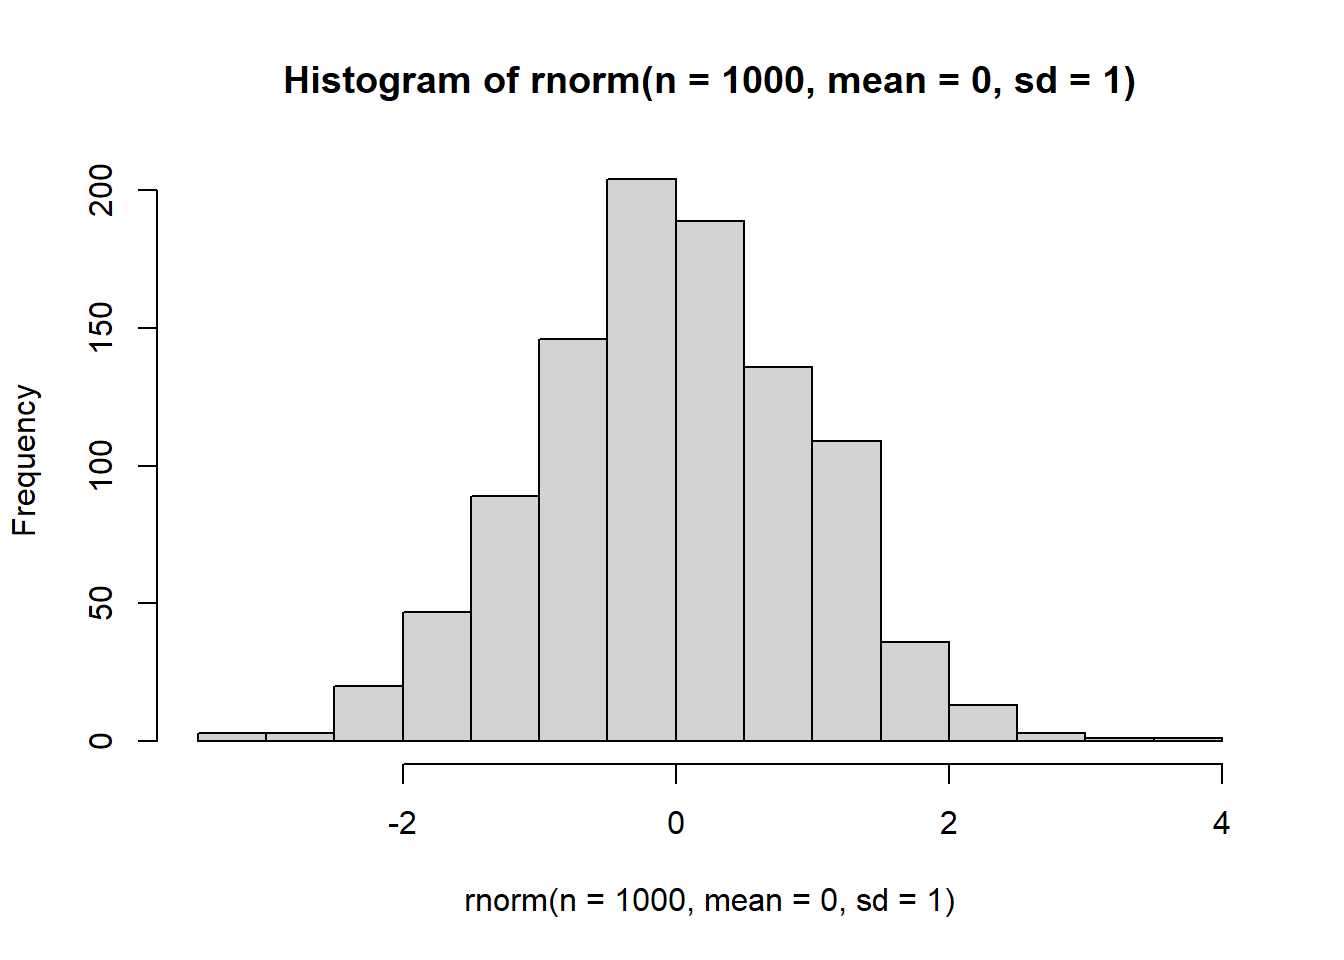 Histogram of rnorm(n = 1000, mean = 0, sd = 1)
Frequency
200
150
100
50
0
-2 0 2 4
rnorm(n = 1000, mean = 0, sd = 1)